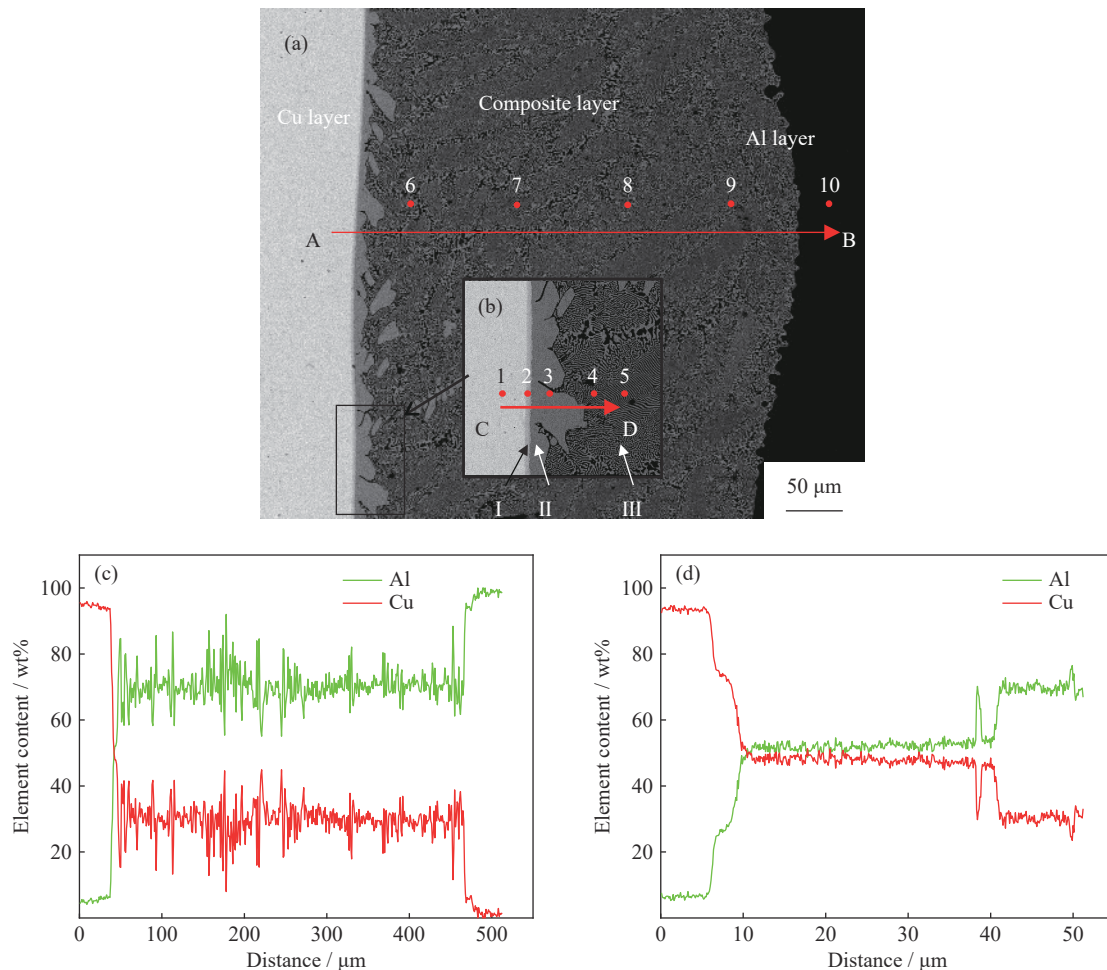 (a)
Cu layer
Composite layer
Al layer
6 7 8 9 10
A B
(b)
1 2 3 4 5
C D
I II III
50 μm
(c)
Al
Cu
100
80
60
40
20
Element content / wt%
0 100 200 300 400 500
Distance / μm
(d)
Al
Cu
100
80
60
40
20
Element content / wt%
0 10 20 30 40 50
Distance / μm